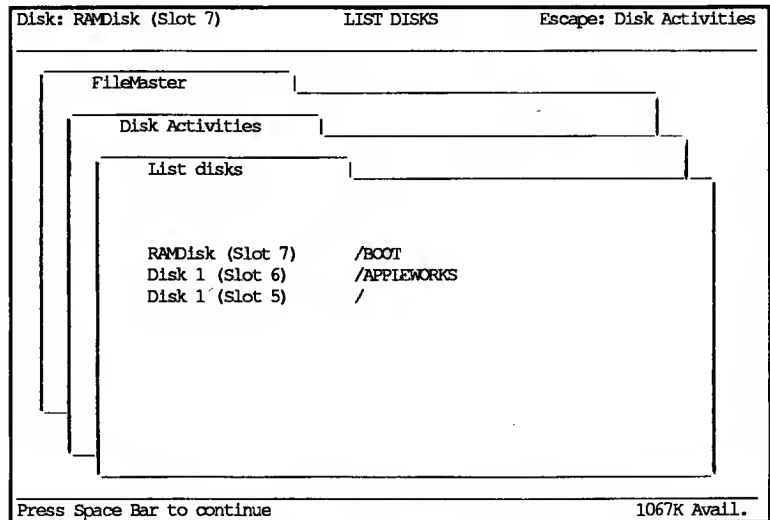 Disk: RAMDisk (Slot 7) LIST DISKS Escape: Disk Activities
FileMaster
Disk Activities
List disks
RAMDisk (Slot 7) /BOOT
Disk 1 (Slot 6) /APPLEWORKS
Disk 1 (Slot 5) /
Press Space Bar to continue 1067K Avail.